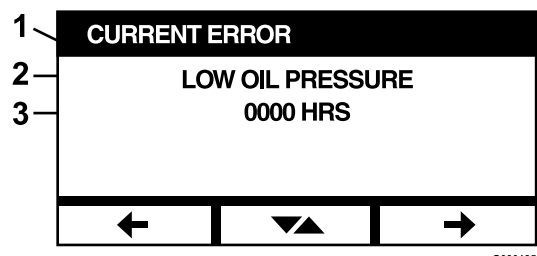 1
CURRENT ERROR
2
LOW OIL PRESSURE
3
0000 HRS